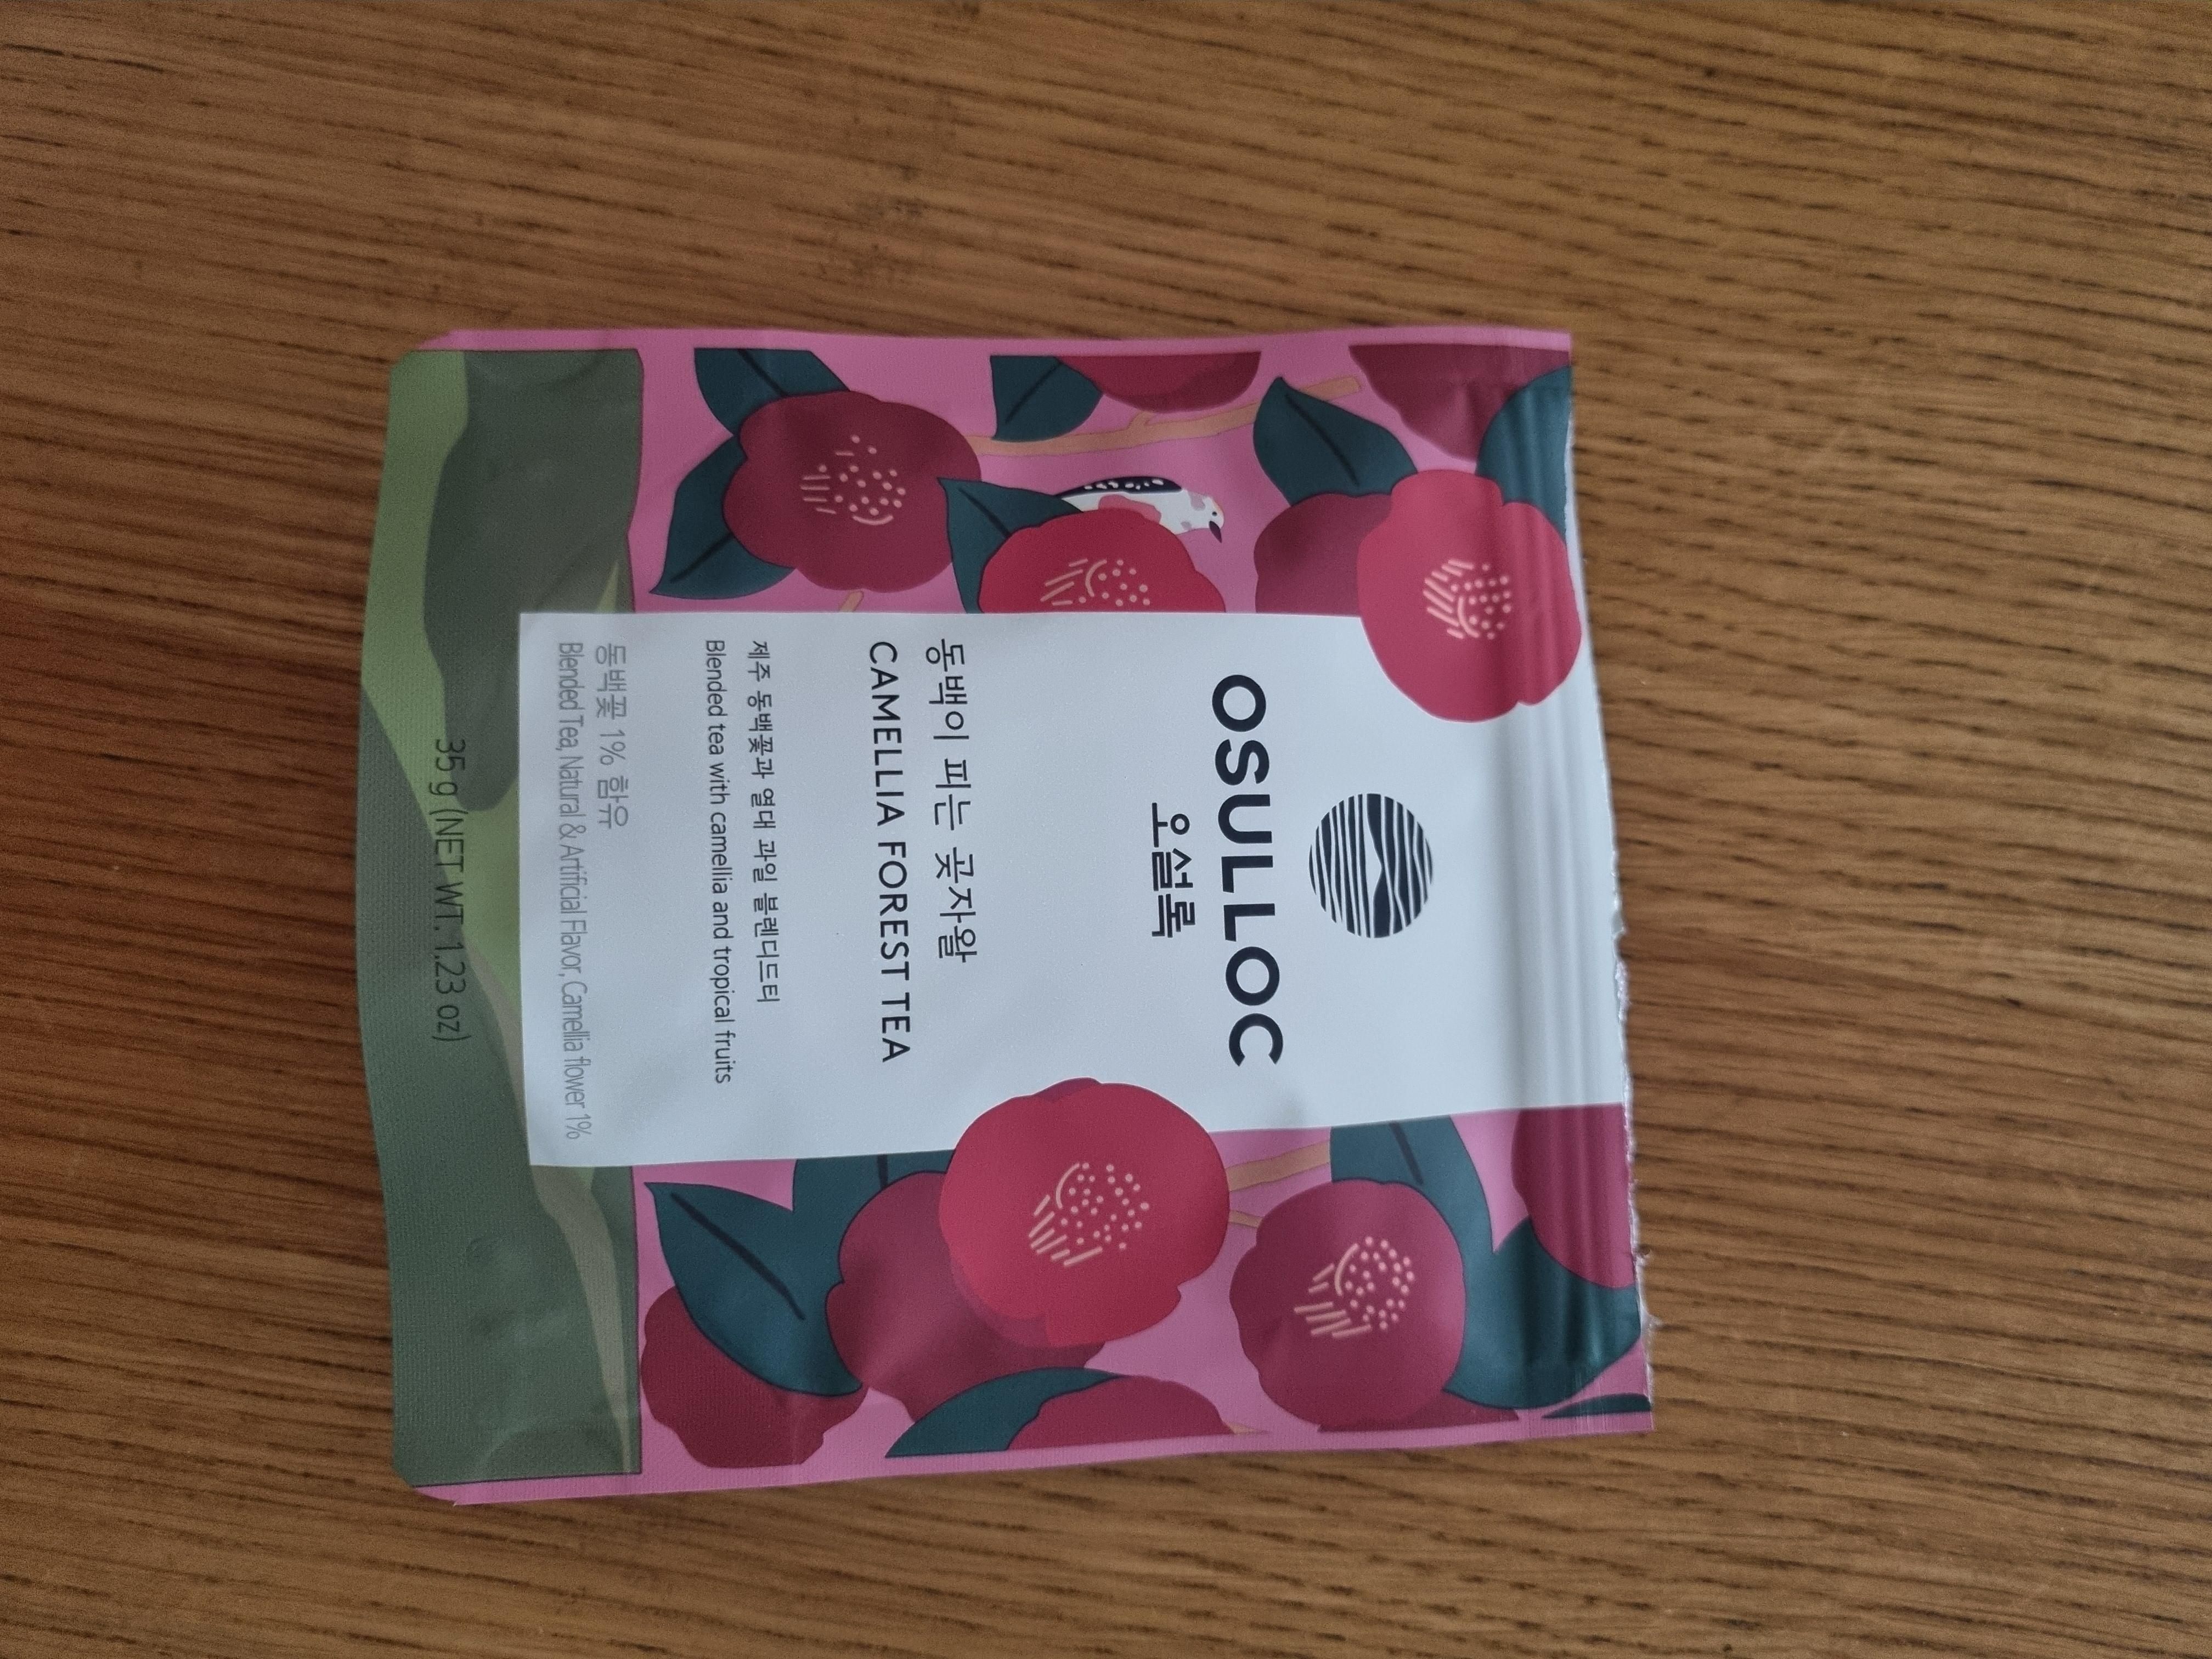 OSULLOC
오설록
동백이 피는 곶자왈
CAMELLIA FOREST TEA
제주 동백꽃과 열대 과일 블렌디드티
Blended tea with camellia and tropical fruits
동백꽃 1% 함유
Blended Tea, Natural & Artificial Flavor, Camellia flower 1%
35 g (NET WT. 1.23 oz)